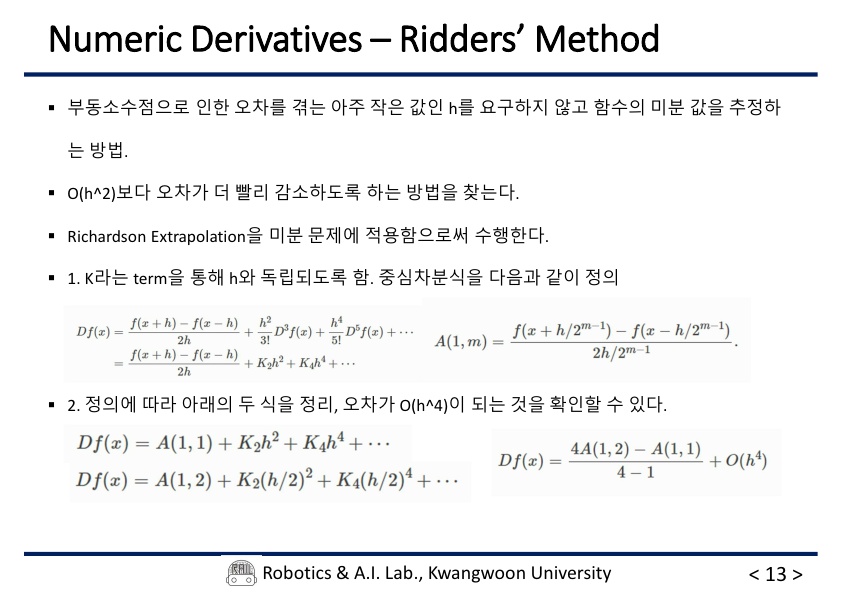 Numeric Derivatives – Ridders’ Method
▪ 부동소수점으로 인한 오차를 겪는 아주 작은 값인 h를 요구하지 않고 함수의 미분 값을 추정하
는 방법.
▪ O(h^2)보다 오차가 더 빨리 감소하도록 하는 방법을 찾는다.
▪ Richardson Extrapolation을 미분 문제에 적용함으로써 수행한다.
▪ 1. K라는 term을 통해 h와 독립되도록 함. 중심차분식을 다음과 같이 정의
Df(x) = \frac{f(x+h) − f(x−h)}{2h} + \frac{h^2}{3!}D^3f(x) + \frac{h^4}{5!}D^5f(x) + ⋯
= \frac{f(x+h) − f(x−h)}{2h} + K_2h^2 + K_4h^4 + ⋯
A(1,m) = \frac{f(x+h/2^{m−1}) − f(x−h/2^{m−1})}{2h/2^{m−1}}.
▪ 2. 정의에 따라 아래의 두 식을 정리, 오차가 O(h^4)이 되는 것을 확인할 수 있다.
Df(x) = A(1,1) + K_2h^2 + K_4h^4 + ⋯
Df(x) = A(1,2) + K_2(h/2)^2 + K_4(h/2)^4 + ⋯
Df(x) = \frac{4A(1,2) − A(1,1)}{4−1} + O(h^4)
RAIL
Robotics & A.I. Lab., Kwangwoon University
< 13 >